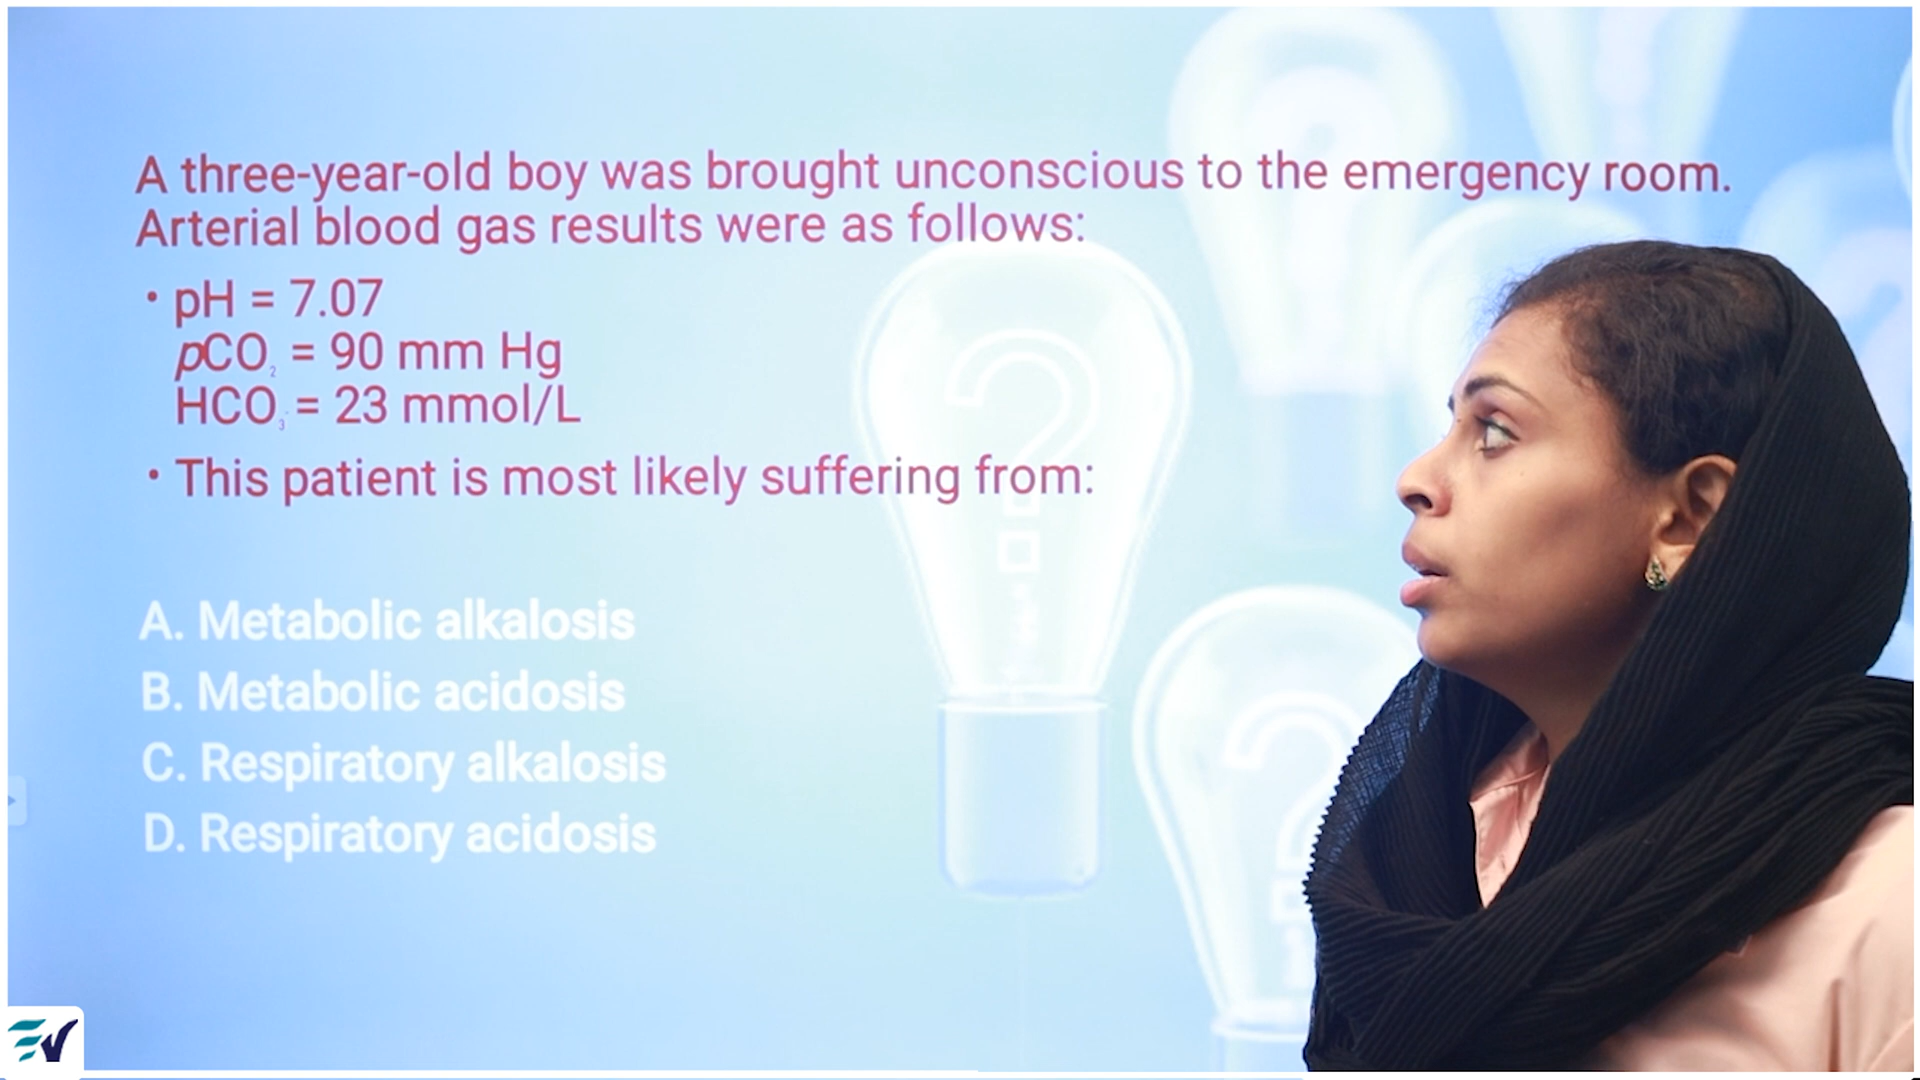 A three-year-old boy was brought unconscious to the emergency room.
Arterial blood gas results were as follows:
• pH = 7.07
pCO₂ = 90 mm Hg
HCO₃⁻ = 23 mmol/L
• This patient is most likely suffering from:
A. Metabolic alkalosis
B. Metabolic acidosis
C. Respiratory alkalosis
D. Respiratory acidosis